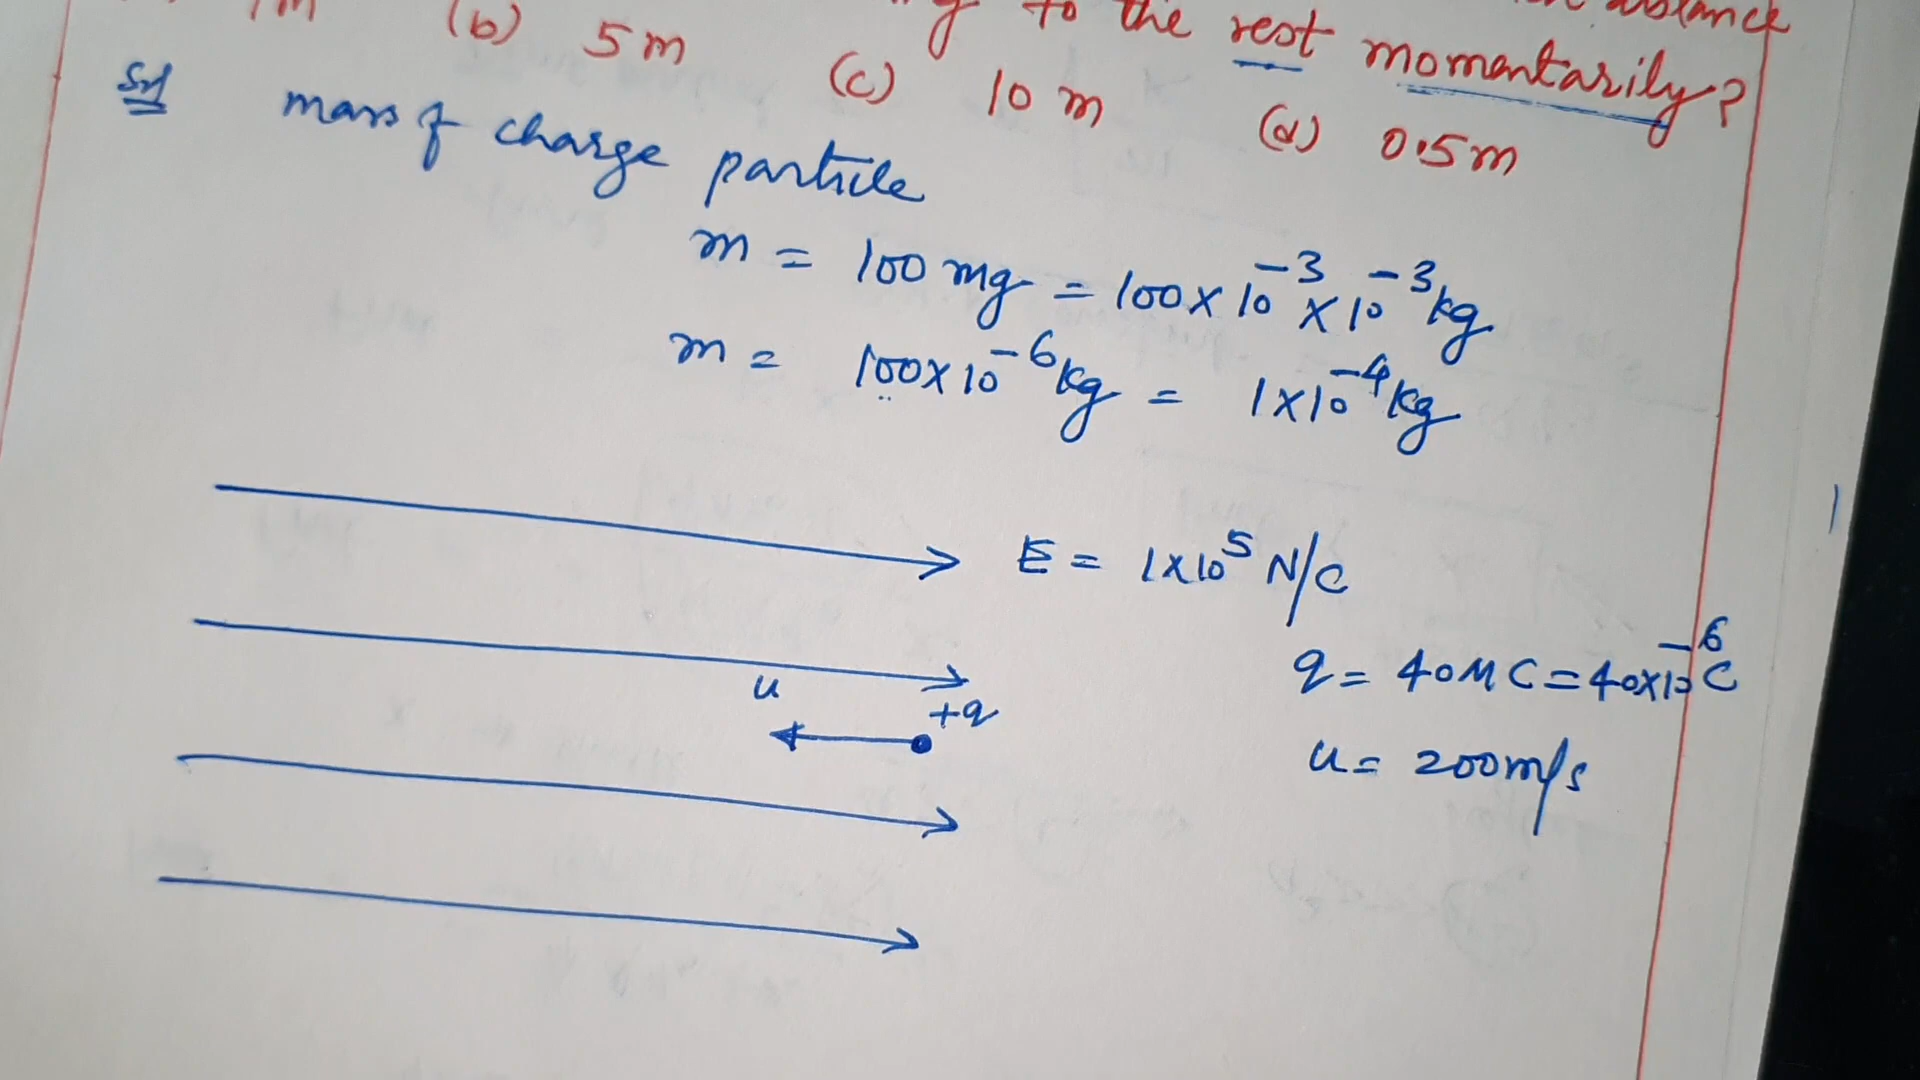 to the rest momentarily?
(b) 5m (c) 10 m (d) 0.5m
Sol mass of charge particle
m = 100 mg = 100 x 10⁻³ x 10⁻³ kg
m = 100 x 10⁻⁶ kg = 1 x 10⁻⁴ kg
E = 1 x 10⁵ N/C
u
+q
q = 40 μC = 40 x 10⁻⁶ C
u = 200 m/s